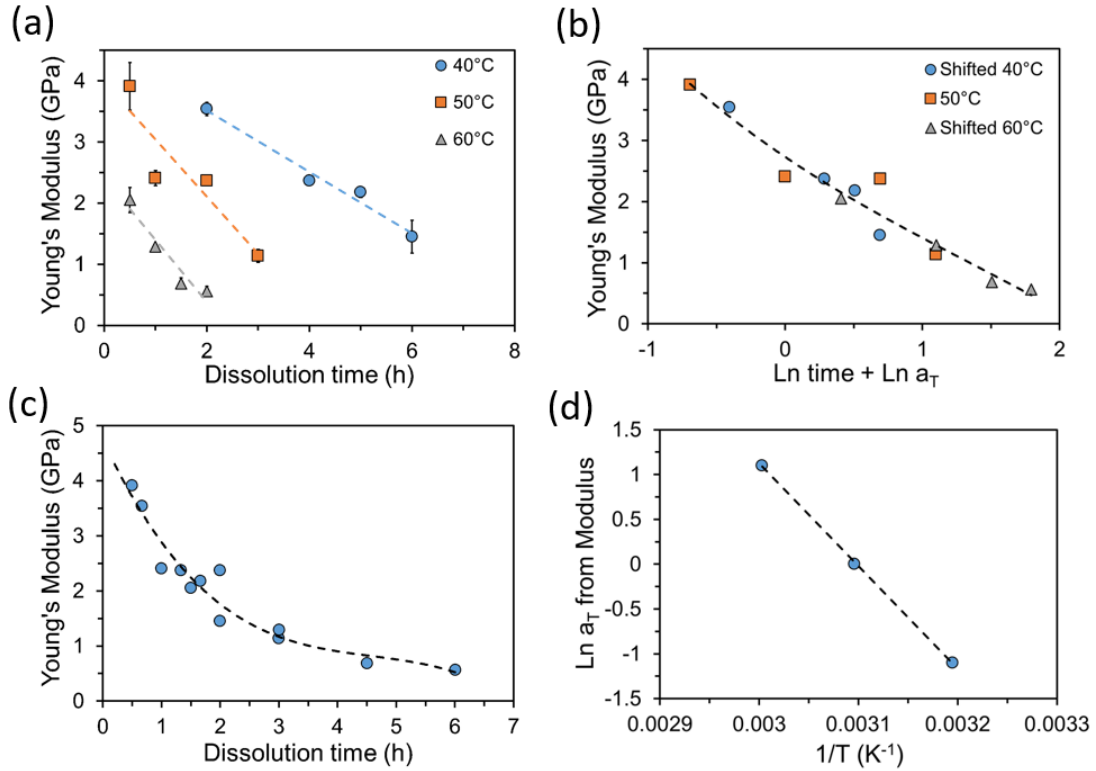 (a)
Young's Modulus (GPa)
5
4
3
2
1
0
0 2 4 6 8
Dissolution time (h)
40°C
50°C
60°C
(b)
Young's Modulus (GPa)
4
3
2
1
0
-1 0 1 2
Ln time + Ln aT
Shifted 40°C
50°C
Shifted 60°C
(c)
Young's Modulus (GPa)
5
4
3
2
1
0
0 1 2 3 4 5 6 7
Dissolution time (h)
(d)
Ln aT from Modulus
1.5
1
0.5
0
-0.5
-1
-1.5
0.0029 0.003 0.0031 0.0032 0.0033
1/T (K-1)